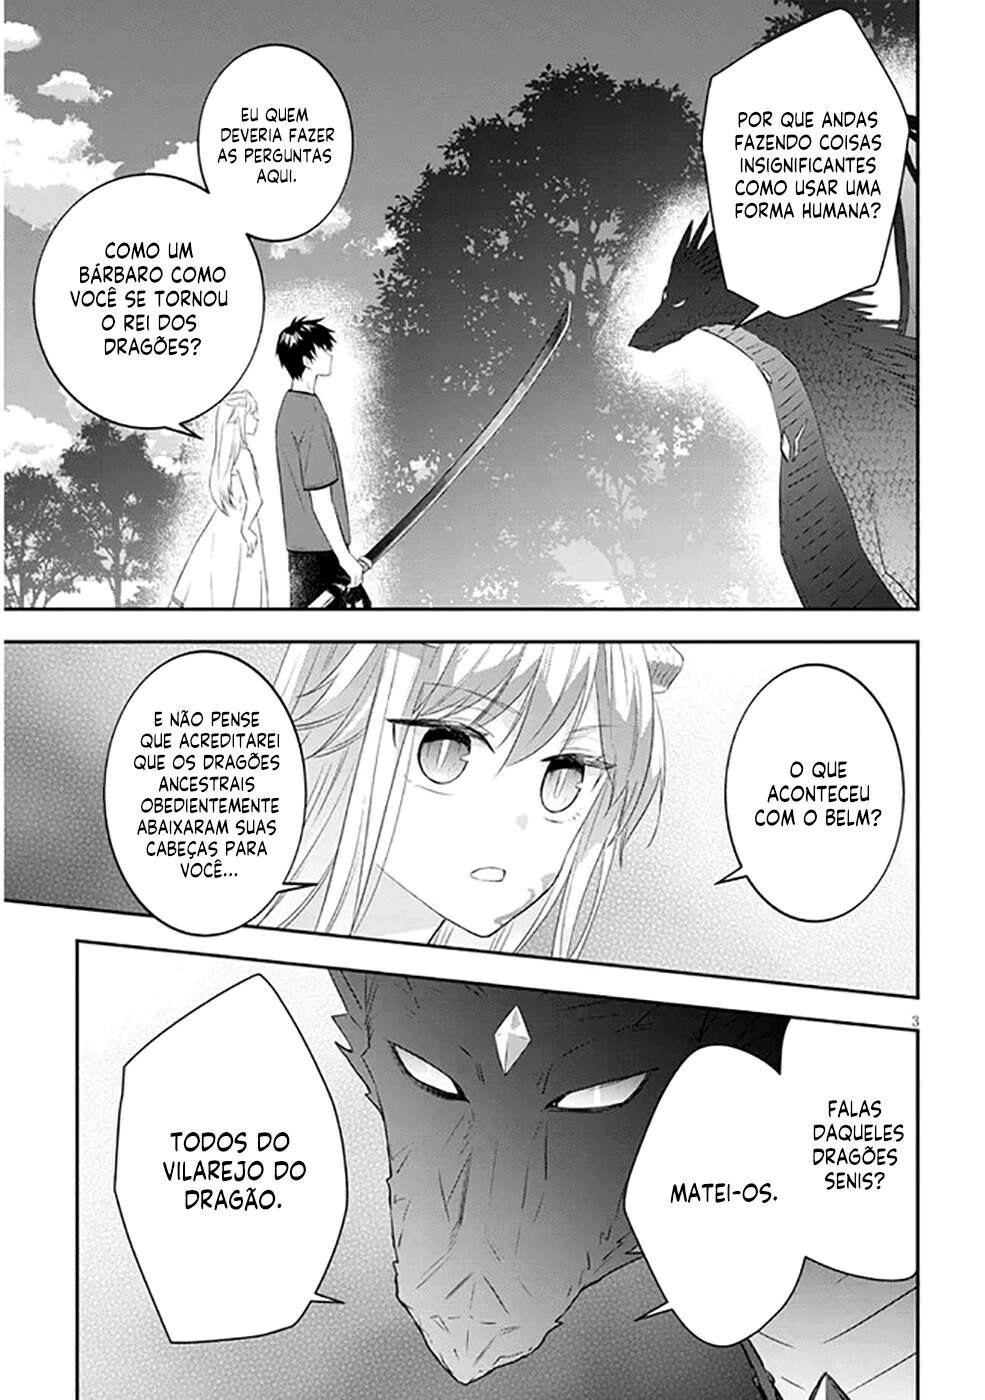 POR QUE ANDAS
FAZENDO COISAS
INSIGNIFICANTES
COMO USAR UMA
FORMA HUMANA?
EU QUEM
DEVERIA FAZER
AS PERGUNTAS
AQUI.
COMO UM
BÁRBARO COMO
VOCÊ SE TORNOU
O REI DOS
DRAGÕES?
O QUE
ACONTECEU
COM O BELM?
E NÃO PENSE
QUE ACREDITAREI
QUE OS DRAGÕES
ANCESTRAIS
OBEDIENTEMENTE
ABAIXARAM SUAS
CABEÇAS PARA
VOCÊ...
3
FALAS
DAQUELES
DRAGÕES
SENIS?
MATEI-OS.
TODOS DO
VILAREJO DO
DRAGÃO.